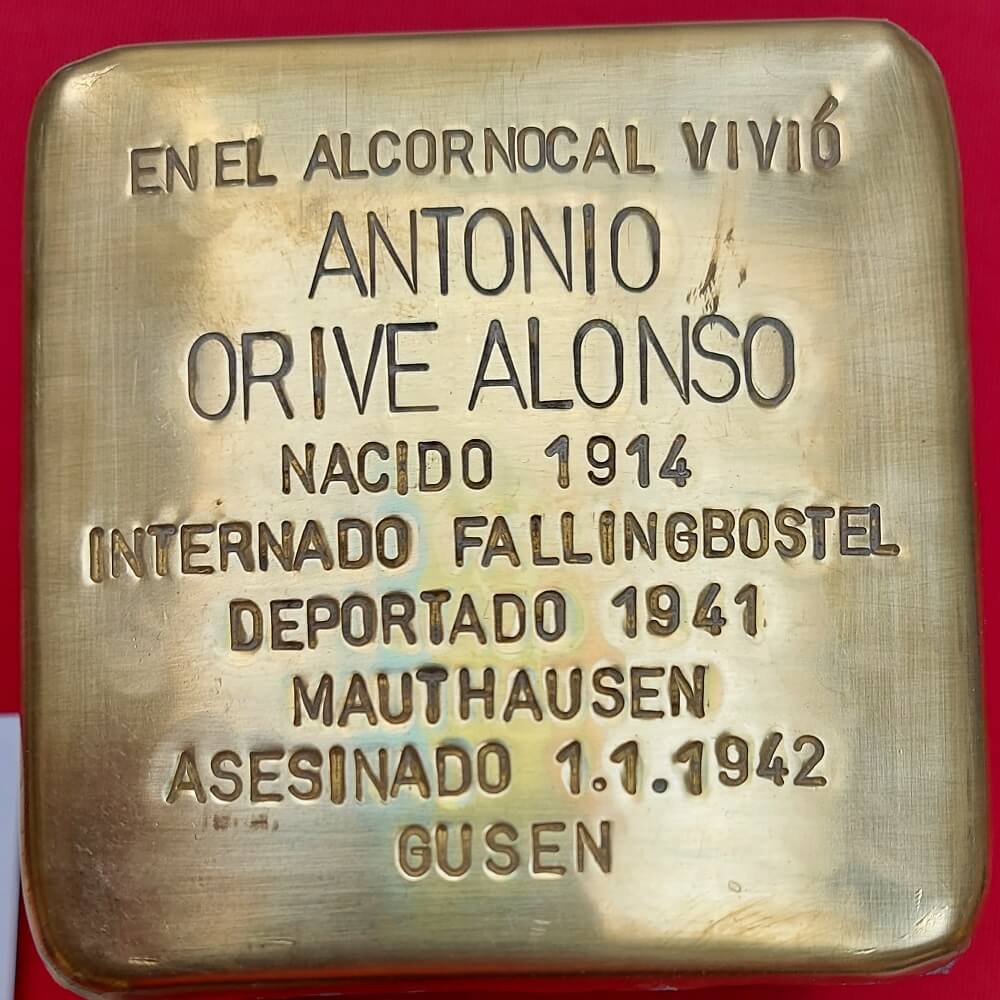 EN EL ALCORNOCAL VIVIÓ
ANTONIO
ORIVE ALONSO
NACIDO 1914
INTERNADO FALLINGBOSTEL
DEPORTADO 1941
MAUTHAUSEN
ASESINADO 1.1.1942
GUSEN